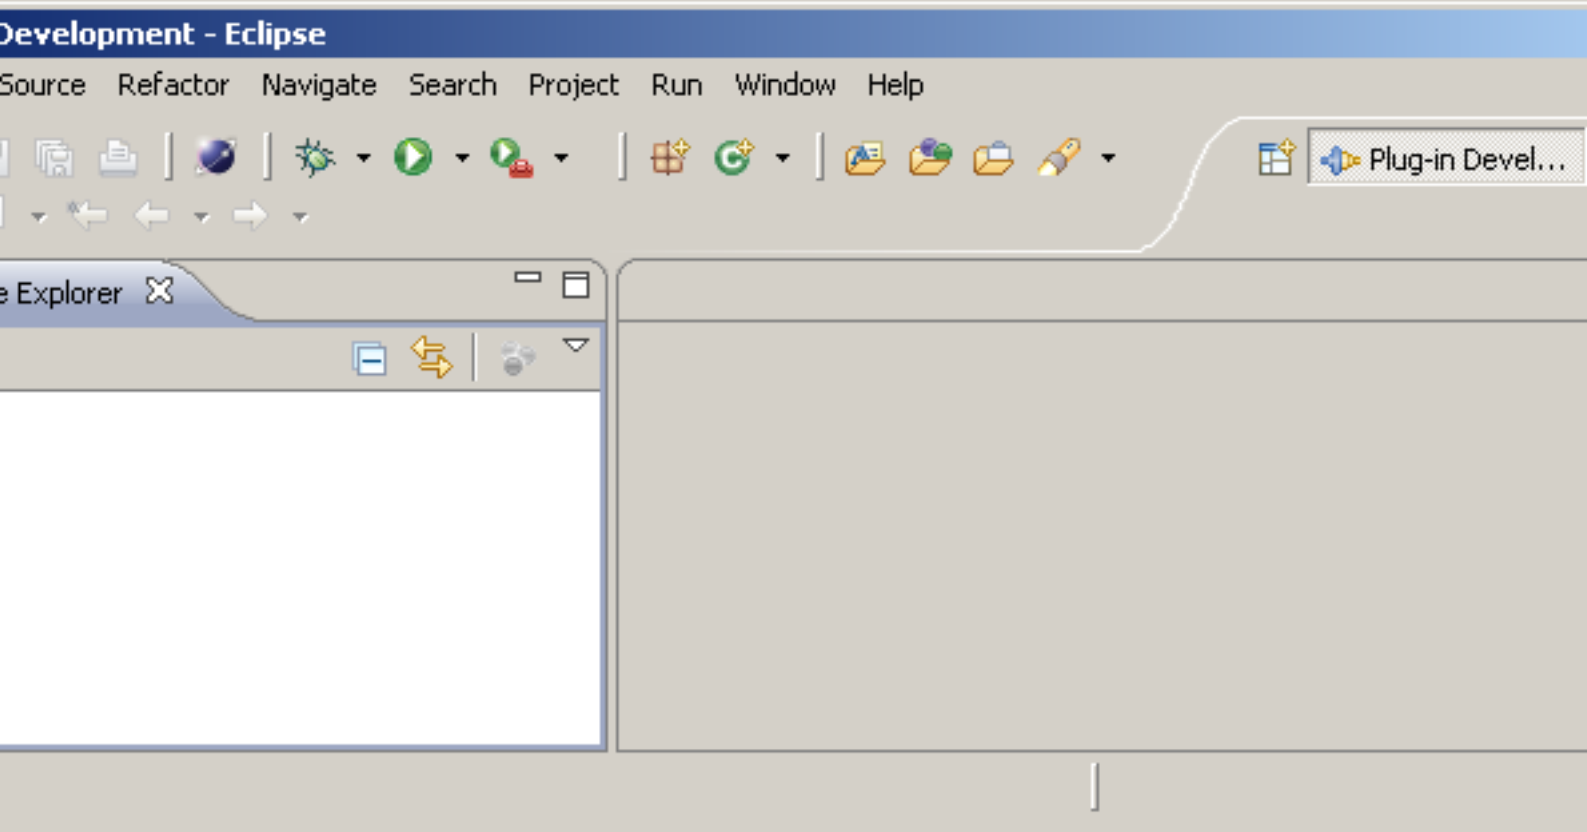 Development - Eclipse
Source Refactor Navigate Search Project Run Window Help
Plug-in Devel...
e Explorer